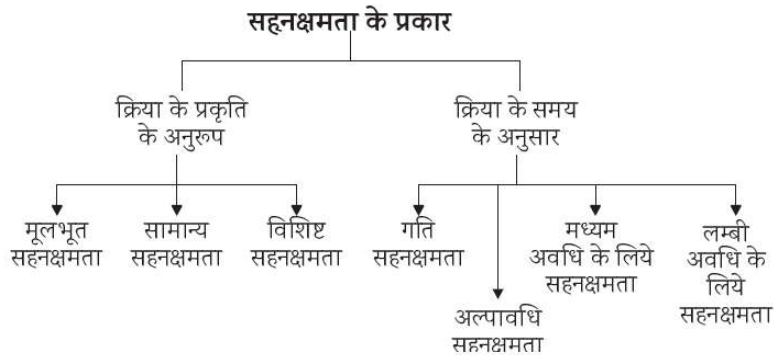 सहनक्षमता के प्रकार
क्रिया के प्रकृति
के अनुरूप
क्रिया के समय
के अनुसार
मूलभूत
सहनक्षमता
सामान्य
सहनक्षमता
विशिष्ट
सहनक्षमता
गति
सहनक्षमता
अल्पावधि
सहनक्षमता
मध्यम
अवधि के लिये
सहनक्षमता
लम्बी
अवधि के
लिये
सहनक्षमता